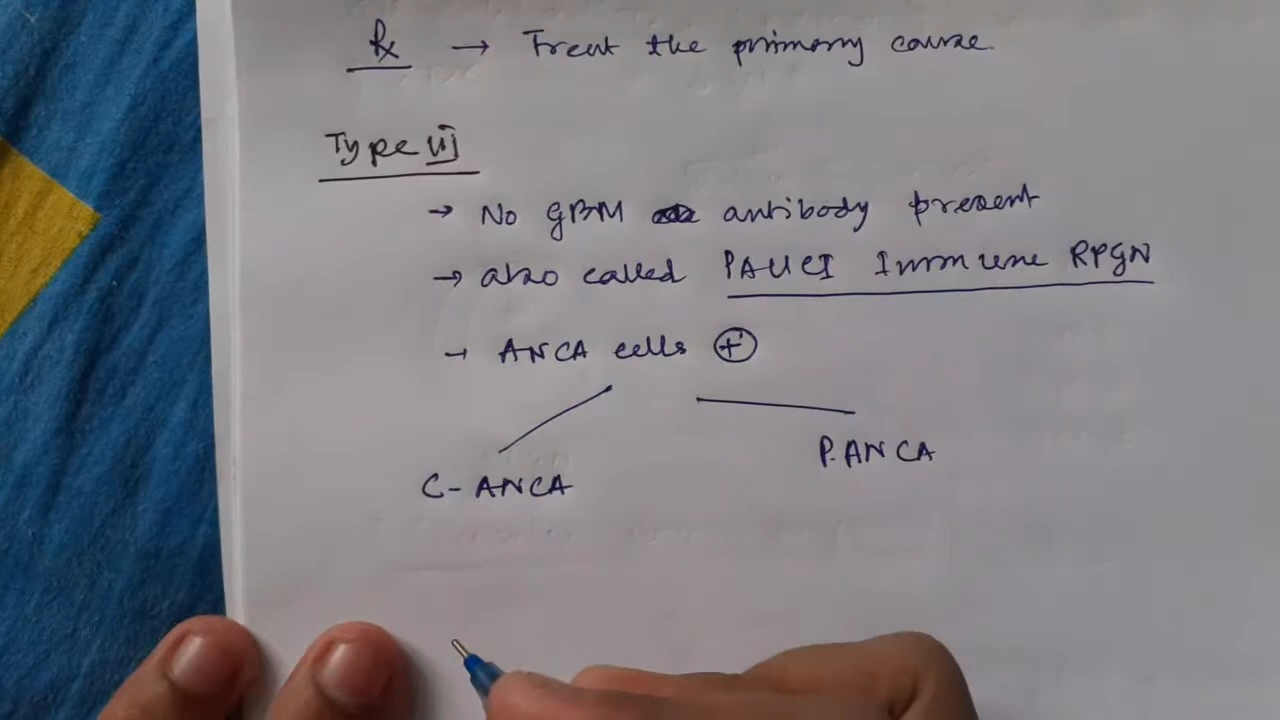 Rx → Treat the primary cause.
Type iii
→ No GBM antibody present
→ also called PAUCI Immune RPGN
→ ANCA cells +
C- ANCA
P. ANCA